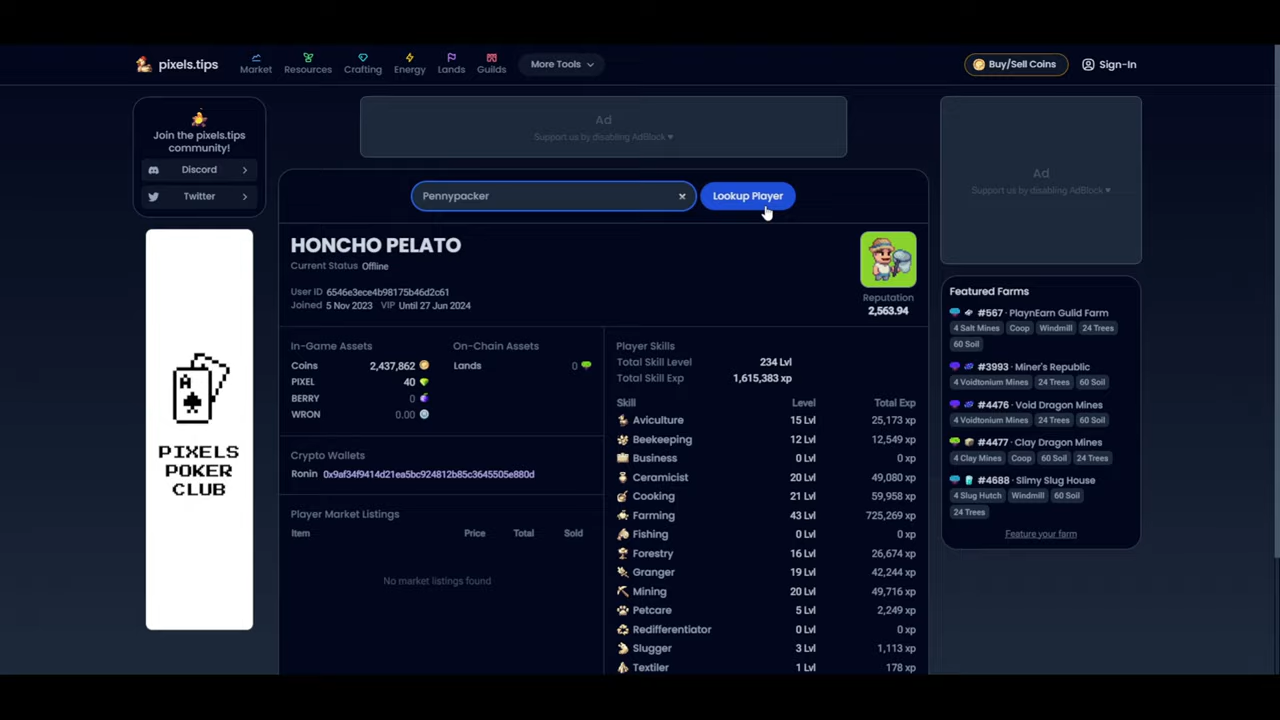 pixels.tips
Market
Resources
Crafting
Energy
Lands
Guilds
More Tools
Buy/Sell Coins
Sign-In
Join the pixels.tips
community!
Discord
Twitter
PIXELS
POKER
CLUB
A
Ad
Support us by disabling AdBlock ♥
Pennypacker
Lookup Player
HONCHO PELATO
Current Status Offline
User ID 6546e3ece4b98175b46d2c61
Joined 5 Nov 2023 VIP Until 27 Jun 2024
Reputation
2,563.94
In-Game Assets
Coins 2,437,862
PIXEL 40
BERRY 0
WRON 0.00
On-Chain Assets
Lands 0
Crypto Wallets
Ronin 0x9af34f9414d21ea5bc924812b85c3645505e880d
Player Market Listings
Item Price Total Sold
No market listings found
Player Skills
Total Skill Level 234 Lvl
Total Skill Exp 1,615,383 xp
Skill Level Total Exp
Aviculture 15 Lvl 25,173 xp
Beekeeping 12 Lvl 12,549 xp
Business 0 Lvl 0 xp
Ceramicist 20 Lvl 49,080 xp
Cooking 21 Lvl 59,958 xp
Farming 43 Lvl 725,269 xp
Fishing 0 Lvl 0 xp
Forestry 16 Lvl 26,674 xp
Granger 19 Lvl 42,244 xp
Mining 20 Lvl 49,716 xp
Petcare 5 Lvl 2,249 xp
Redifferentiator 0 Lvl 0 xp
Slugger 3 Lvl 1,113 xp
Textiler 1 Lvl 178 xp
Ad
Support us by disabling AdBlock ♥
Featured Farms
#567 · PlaynEarn Guild Farm
4 Salt Mines Coop Windmill 24 Trees
60 Soil
#3993 · Miner's Republic
4 Voidtonium Mines 24 Trees 60 Soil
#4476 · Void Dragon Mines
4 Voidtonium Mines 24 Trees 60 Soil
#4477 · Clay Dragon Mines
4 Clay Mines Coop 60 Soil 24 Trees
#4688 · Slimy Slug House
4 Slug Hutch Windmill 60 Soil
24 Trees
Feature your farm